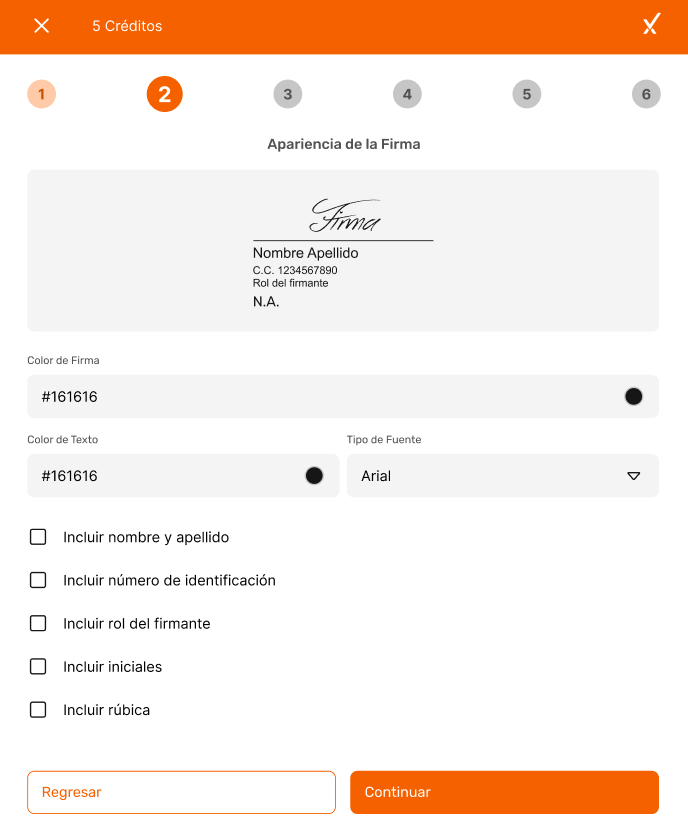 5 Créditos
1 2 3 4 5 6
Apariencia de la Firma
Firma
Nombre Apellido
C.C. 1234567890
Rol del firmante
N.A.
Color de Firma
#161616
Color de Texto
Tipo de Fuente
#161616
Arial
Incluir nombre y apellido
Incluir número de identificación
Incluir rol del firmante
Incluir iniciales
Incluir rúbica
Regresar
Continuar